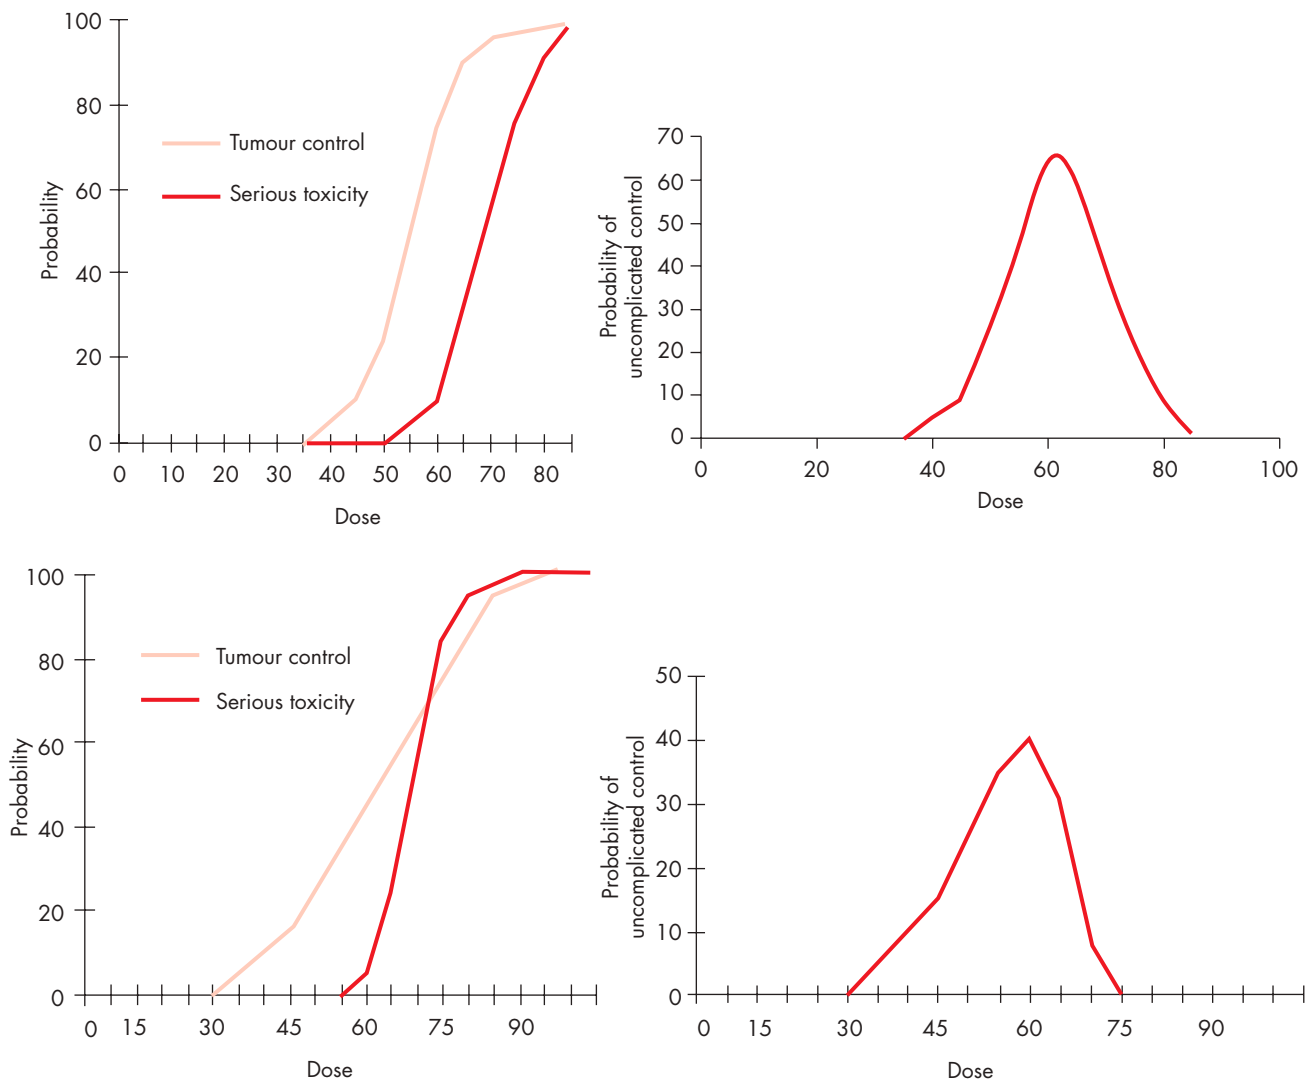 100
80
60
40
20
0
Probability
Tumour control
Serious toxicity
0 10 20 30 40 50 60 70 80
Dose
70
60
50
40
30
20
10
0
Probability of
uncomplicated control
0 20 40 60 80 100
Dose
100
80
60
40
20
0
Probability
Tumour control
Serious toxicity
0 15 30 45 60 75 90
Dose
50
40
30
20
10
0
Probability of
uncomplicated control
0 15 30 45 60 75 90
Dose